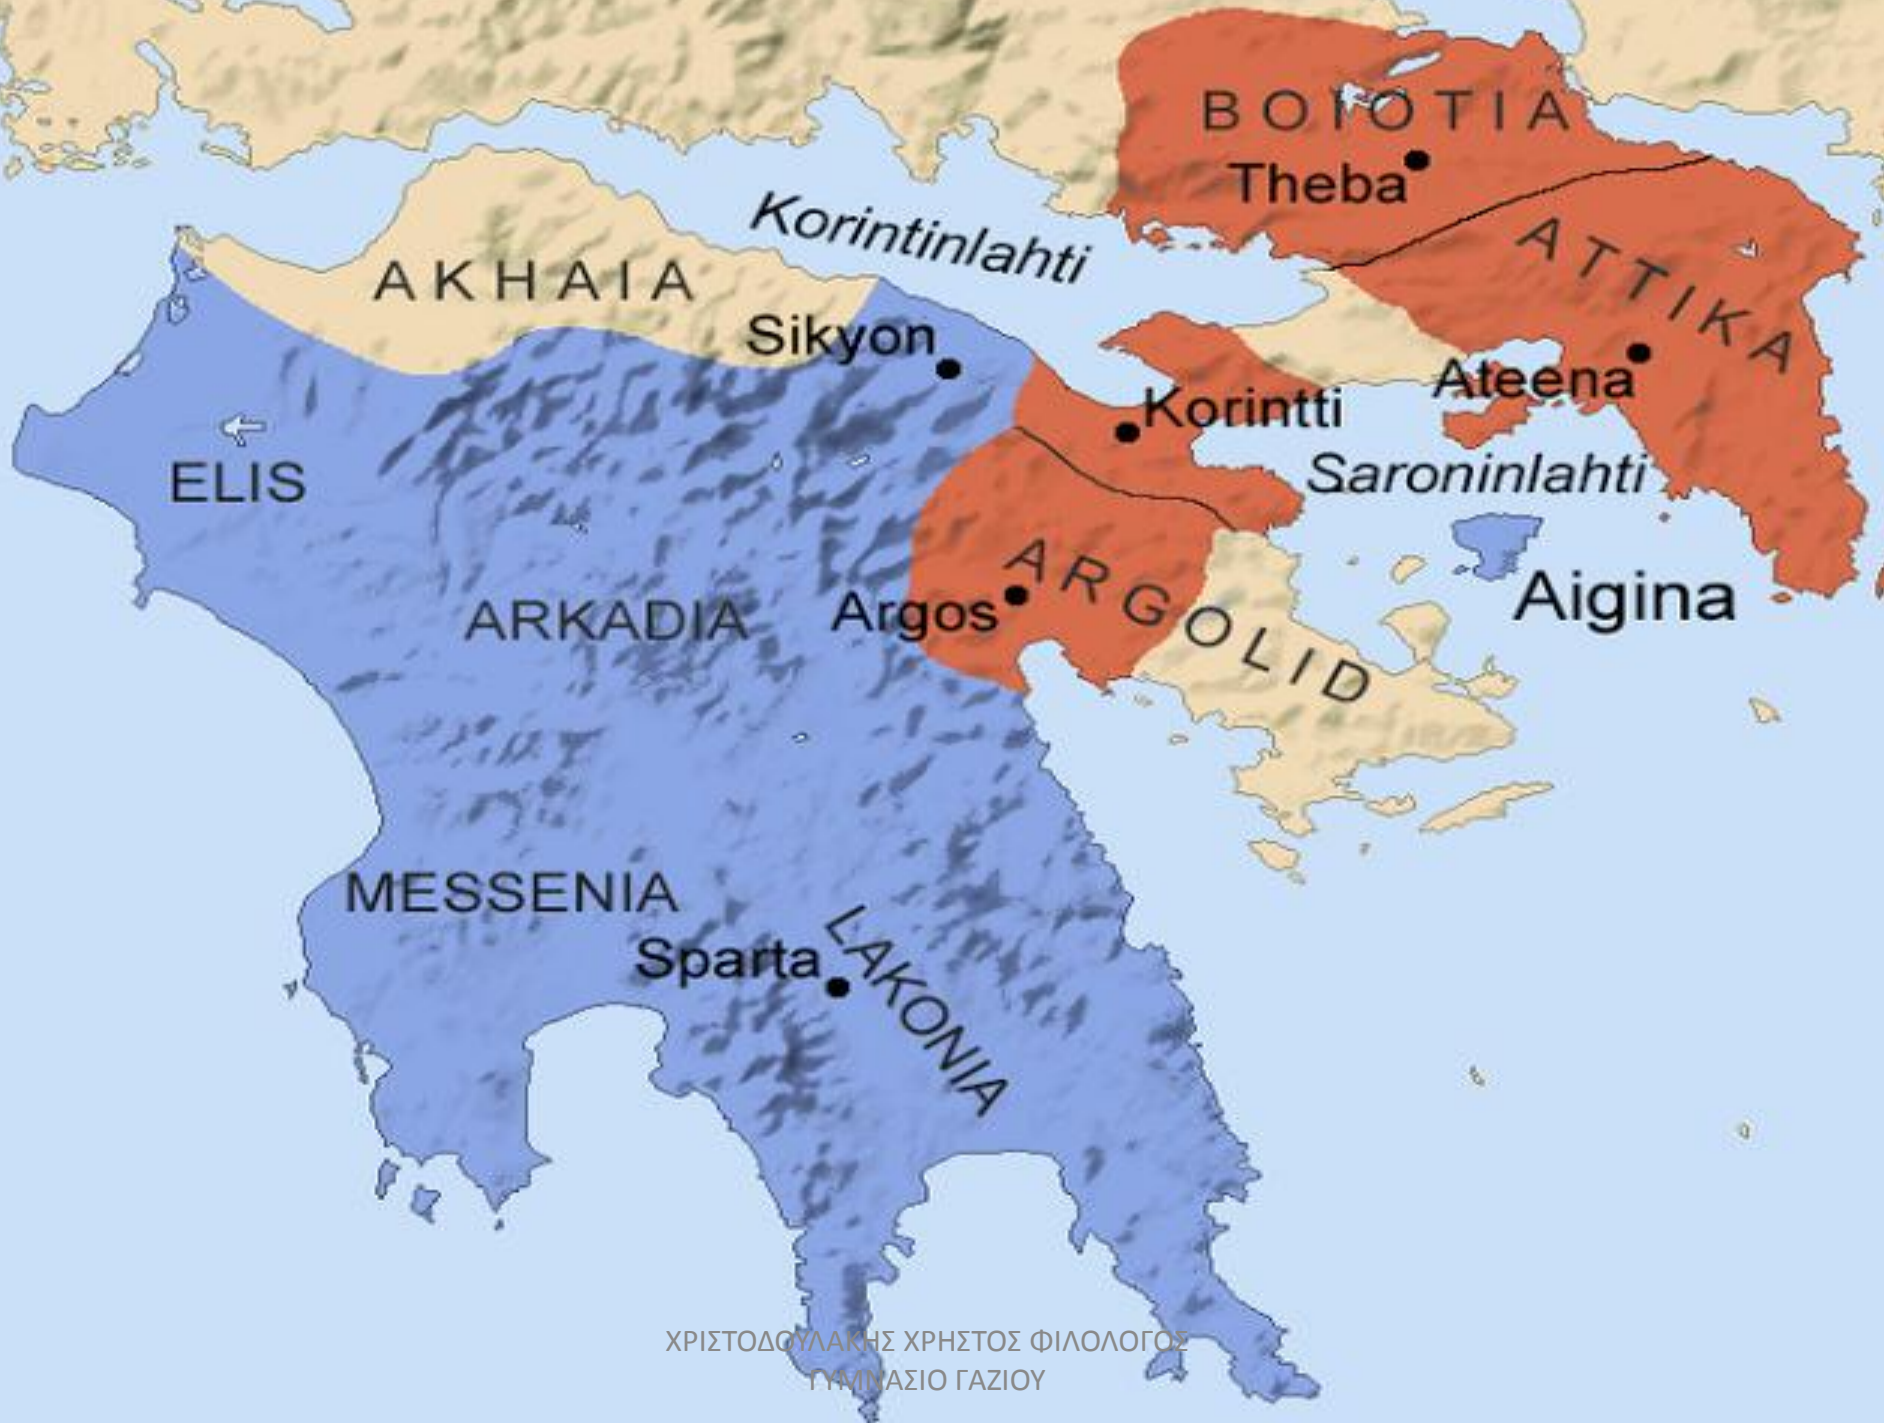 BOIOTIA
Theba
ATTIKA
Korintinlahti
AKHAIA
Sikyon
Ateena
Korintti
Saroninlahti
ELIS
ARGOLID
Aigina
ARKADIA
Argos
MESSENIA
LAKONIA
Sparta
ΧΡΙΣΤΟΔΟΥΛΑΚΗΣ ΧΡΗΣΤΟΣ ΦΙΛΟΛΟΓΟΣ
ΓΥΜΝΑΣΙΟ ΓΑΖΙΟΥ